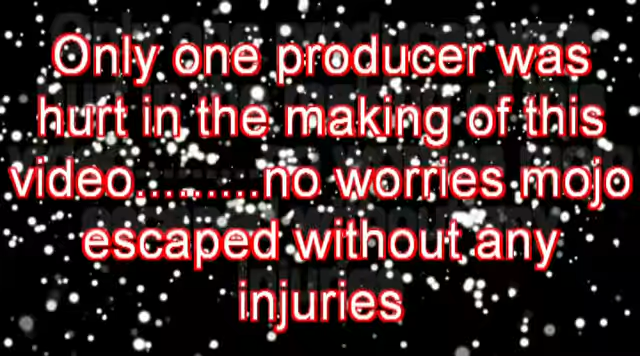 Only one producer was
hurt in the making of this
video.........no worries mojo
escaped without any
injuries